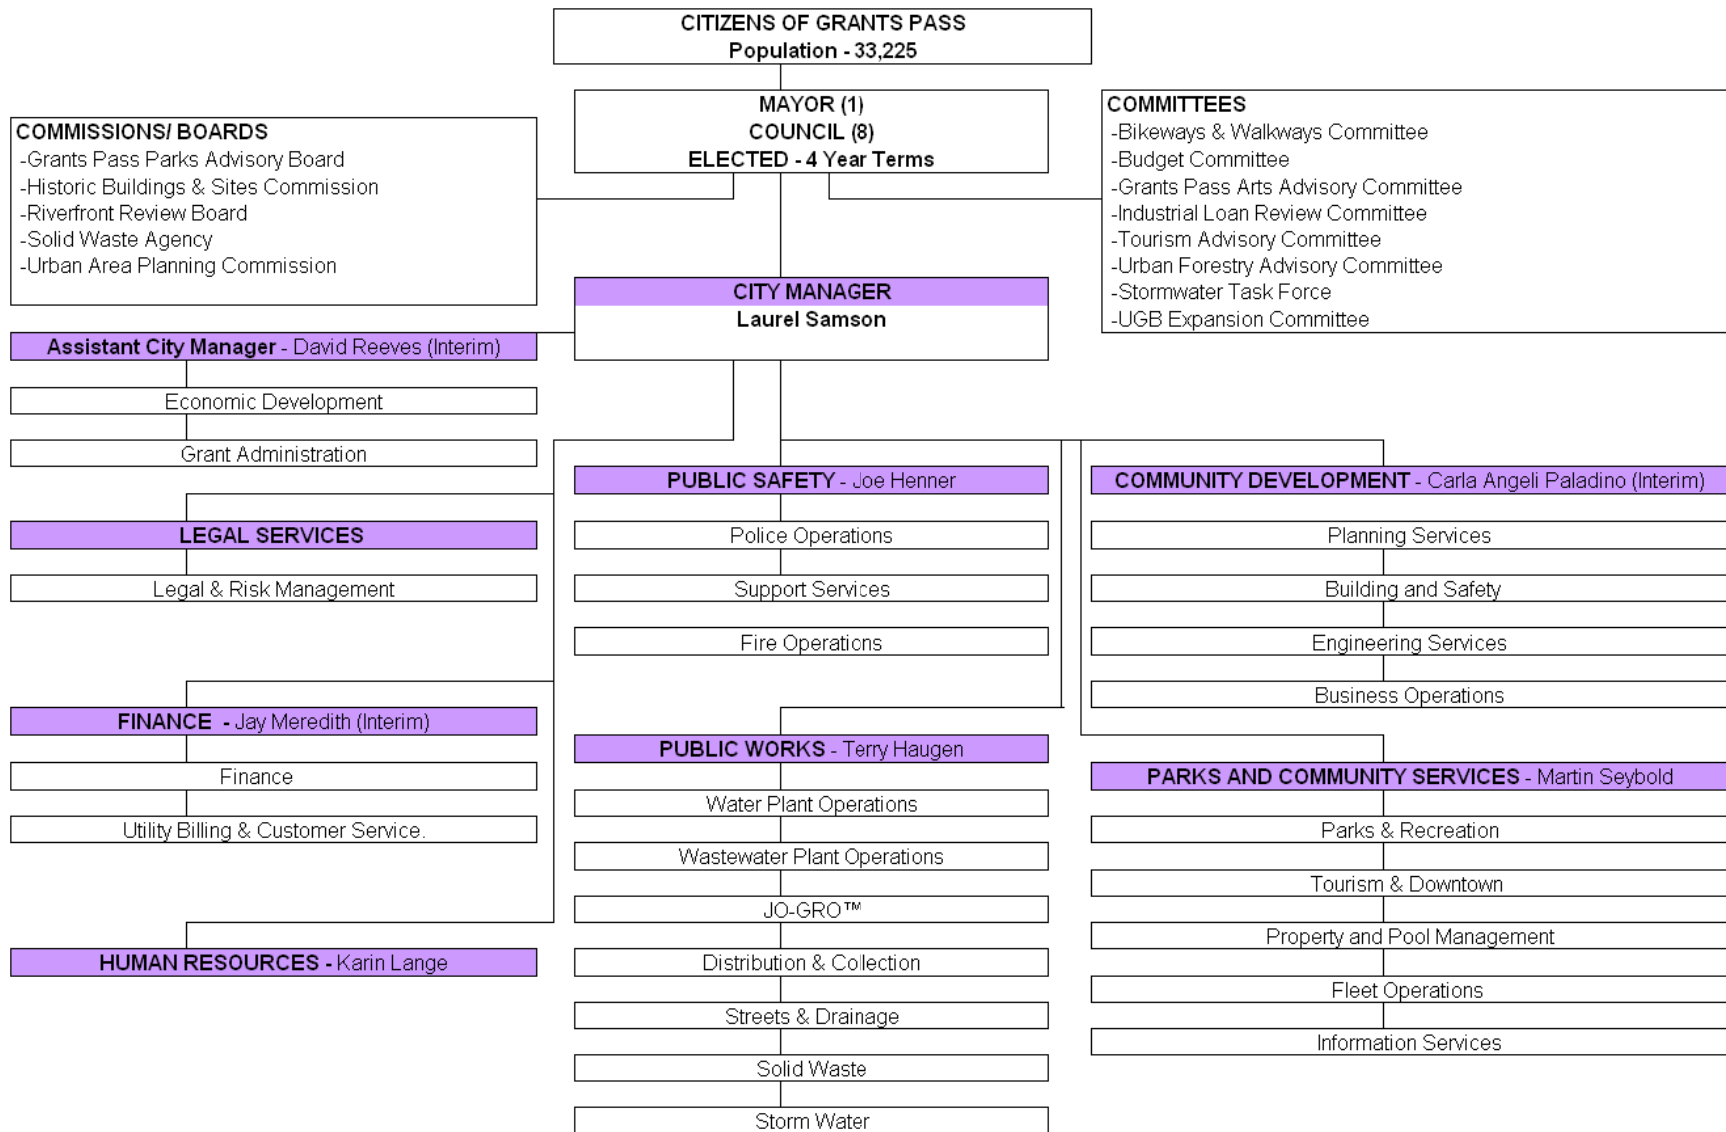 CITIZENS OF GRANTS PASS
Population - 33,225
MAYOR (1)
COUNCIL (8)
ELECTED - 4 Year Terms
COMMISSIONS/ BOARDS
-Grants Pass Parks Advisory Board
-Historic Buildings & Sites Commission
-Riverfront Review Board
-Solid Waste Agency
-Urban Area Planning Commission
COMMITTEES
-Bikeways & Walkways Committee
-Budget Committee
-Grants Pass Arts Advisory Committee
-Industrial Loan Review Committee
-Tourism Advisory Committee
-Urban Forestry Advisory Committee
-Stormwater Task Force
-UGB Expansion Committee
CITY MANAGER
Laurel Samson
Assistant City Manager - David Reeves (Interim)
Economic Development
Grant Administration
LEGAL SERVICES
Legal & Risk Management
FINANCE - Jay Meredith (Interim)
Finance
Utility Billing & Customer Service.
HUMAN RESOURCES - Karin Lange
PUBLIC SAFETY - Joe Henner
Police Operations
Support Services
Fire Operations
PUBLIC WORKS - Terry Haugen
Water Plant Operations
Wastewater Plant Operations
JO-GRO™
Distribution & Collection
Streets & Drainage
Solid Waste
Storm Water
COMMUNITY DEVELOPMENT - Carla Angeli Paladino (Interim)
Planning Services
Building and Safety
Engineering Services
Business Operations
PARKS AND COMMUNITY SERVICES - Martin Seybold
Parks & Recreation
Tourism & Downtown
Property and Pool Management
Fleet Operations
Information Services